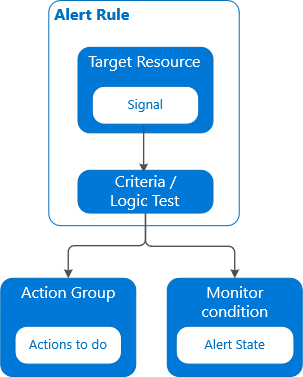 Alert Rule
Target Resource
Signal
Criteria /
Logic Test
Action Group
Actions to do
Monitor
condition
Alert State